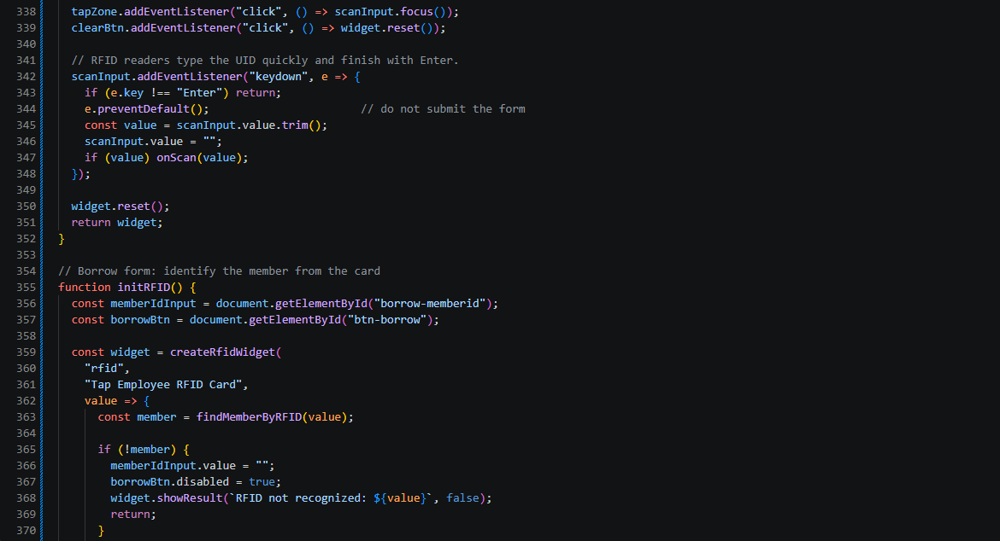 338 tapZone.addEventListener("click", () => scanInput.focus());
339 clearBtn.addEventListener("click", () => widget.reset());
340
341 // RFID readers type the UID quickly and finish with Enter.
342 scanInput.addEventListener("keydown", e => {
343 if (e.key !== "Enter") return;
344 e.preventDefault(); // do not submit the form
345 const value = scanInput.value.trim();
346 scanInput.value = "";
347 if (value) onScan(value);
348 });
349
350 widget.reset();
351 return widget;
352 }
353
354 // Borrow form: identify the member from the card
355 function initRFID() {
356 const memberIdInput = document.getElementById("borrow-memberid");
357 const borrowBtn = document.getElementById("btn-borrow");
358
359 const widget = createRfidWidget(
360 "rfid",
361 "Tap Employee RFID Card",
362 value => {
363 const member = findMemberByRFID(value);
364
365 if (!member) {
366 memberIdInput.value = "";
367 borrowBtn.disabled = true;
368 widget.showResult(`RFID not recognized: ${value}`, false);
369 return;
370 }